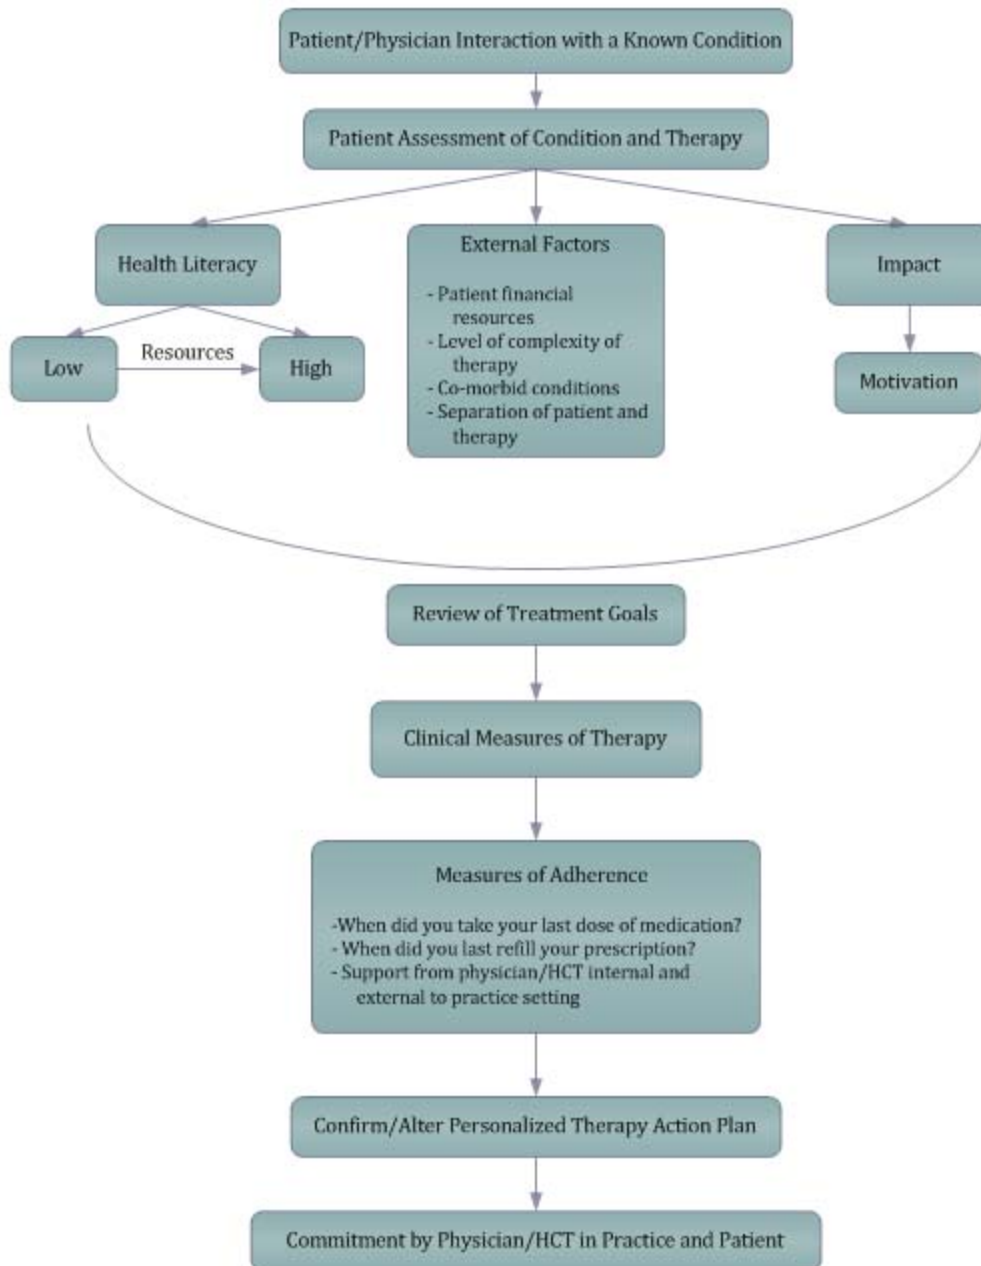 Patient/Physician Interaction with a Known Condition
Patient Assessment of Condition and Therapy
Health Literacy
Low
Resources
High
External Factors
- Patient financial
resources
- Level of complexity of
therapy
- Co-morbid conditions
- Separation of patient and
therapy
Impact
Motivation
Review of Treatment Goals
Clinical Measures of Therapy
Measures of Adherence
-When did you take your last dose of medication?
- When did you last refill your prescription?
- Support from physician/HCT internal and
external to practice setting
Confirm/Alter Personalized Therapy Action Plan
Commitment by Physician/HCT in Practice and Patient